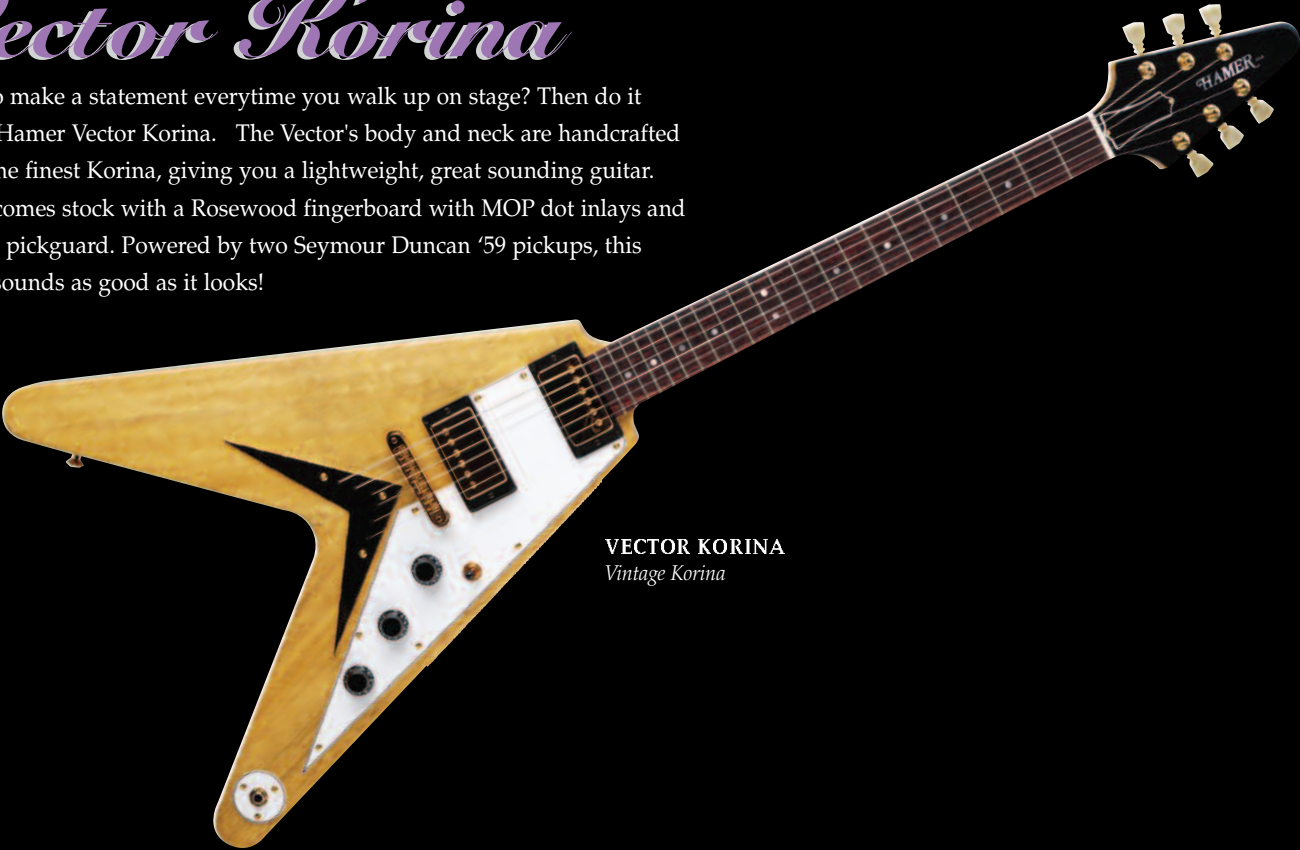 ector Korina
o make a statement everytime you walk up on stage? Then do it
Hamer Vector Korina. The Vector's body and neck are handcrafted
he finest Korina, giving you a lightweight, great sounding guitar.
comes stock with a Rosewood fingerboard with MOP dot inlays and
pickguard. Powered by two Seymour Duncan ‘59 pickups, this
sounds as good as it looks!
HAMER
VECTOR KORINA
Vintage Korina